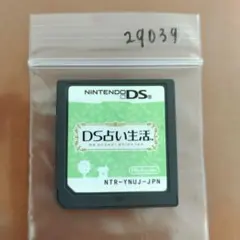 29039
NINTENDO DS
DS占い生活
NTR-YNUJ-JPN